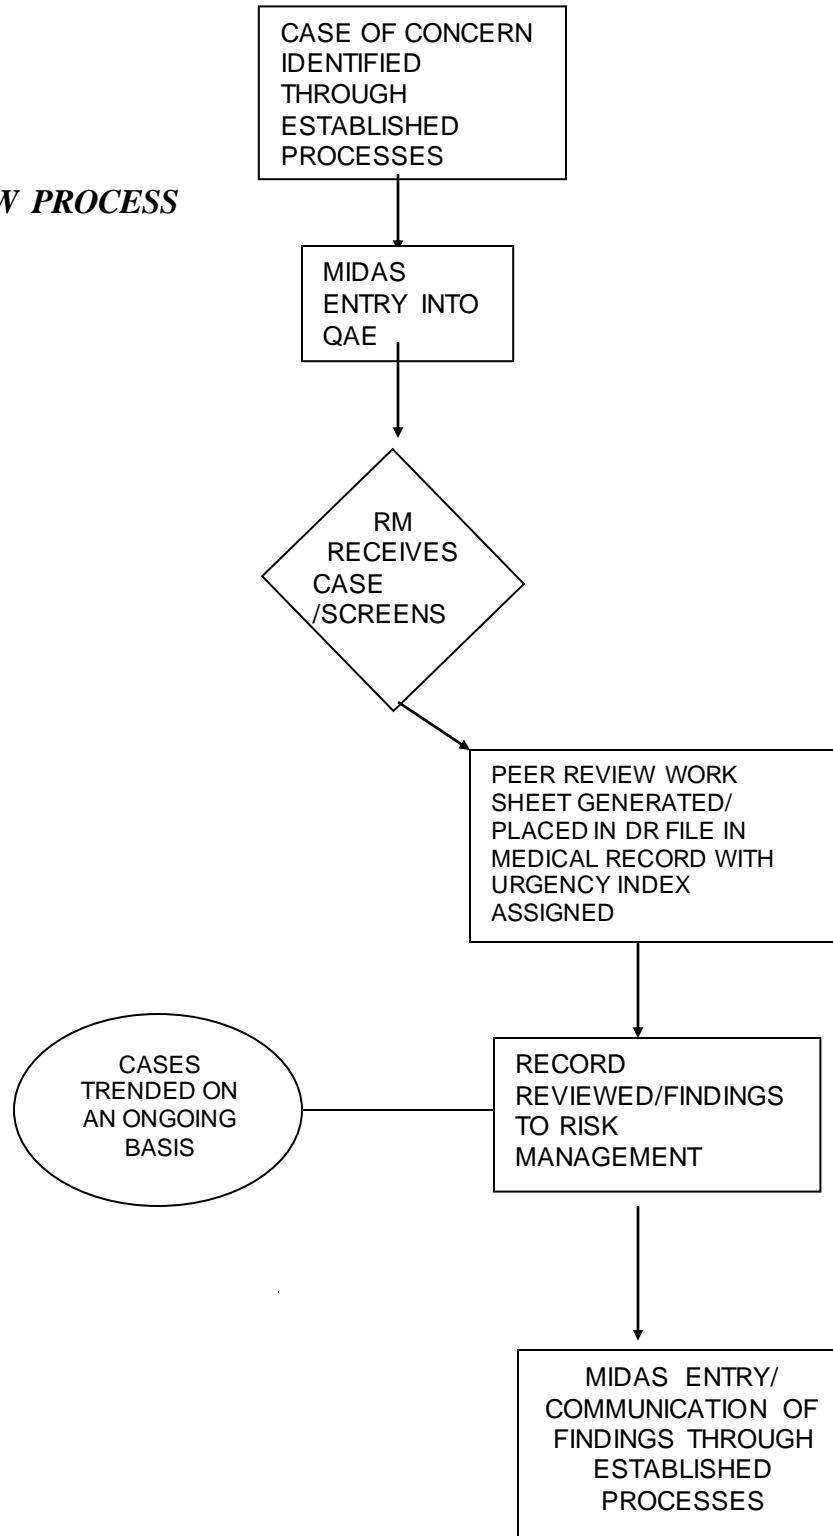 CASE OF CONCERN
IDENTIFIED
THROUGH
ESTABLISHED
PROCESSES
PROCESS
MIDAS
ENTRY INTO
QAE
RM
RECEIVES
CASE
/SCREENS
PEER REVIEW WORK
SHEET GENERATED/
PLACED IN DR FILE IN
MEDICAL RECORD WITH
URGENCY INDEX
ASSIGNED
CASES
TRENDED ON
AN ONGOING
BASIS
RECORD
REVIEWED/FINDINGS
TO RISK
MANAGEMENT
MIDAS ENTRY/
COMMUNICATION OF
FINDINGS THROUGH
ESTABLISHED
PROCESSES